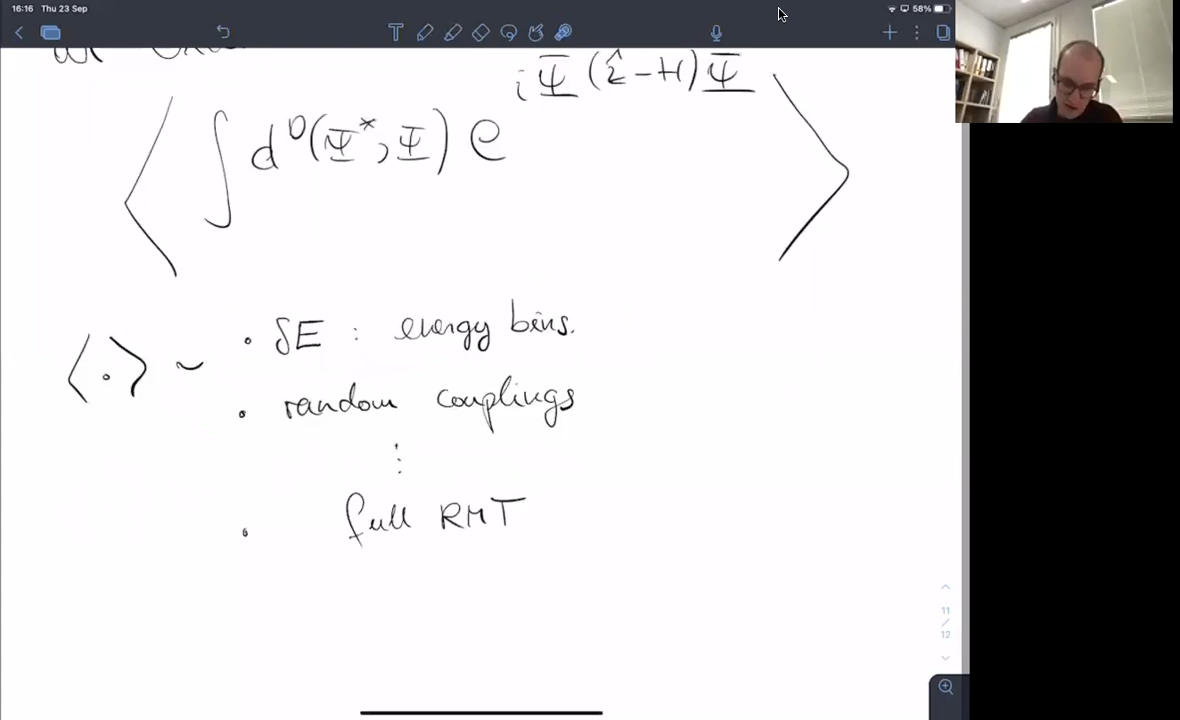 16:16 Thu 23 Sep
58%
⟨ ∫ d^D(Ψ*, Ψ) e^{i Ψ̄ (ẑ - H) Ψ} ⟩
⟨ · ⟩ ~ • δE : energy bins.
• random couplings
⋮
• full RMT
11
/
12